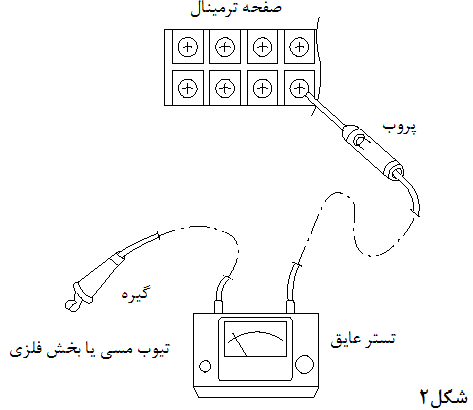 صفحه ترمینال
پروب
گیره
تستر عایق
تیوب مسی یا بخش فلزی
شکل۲